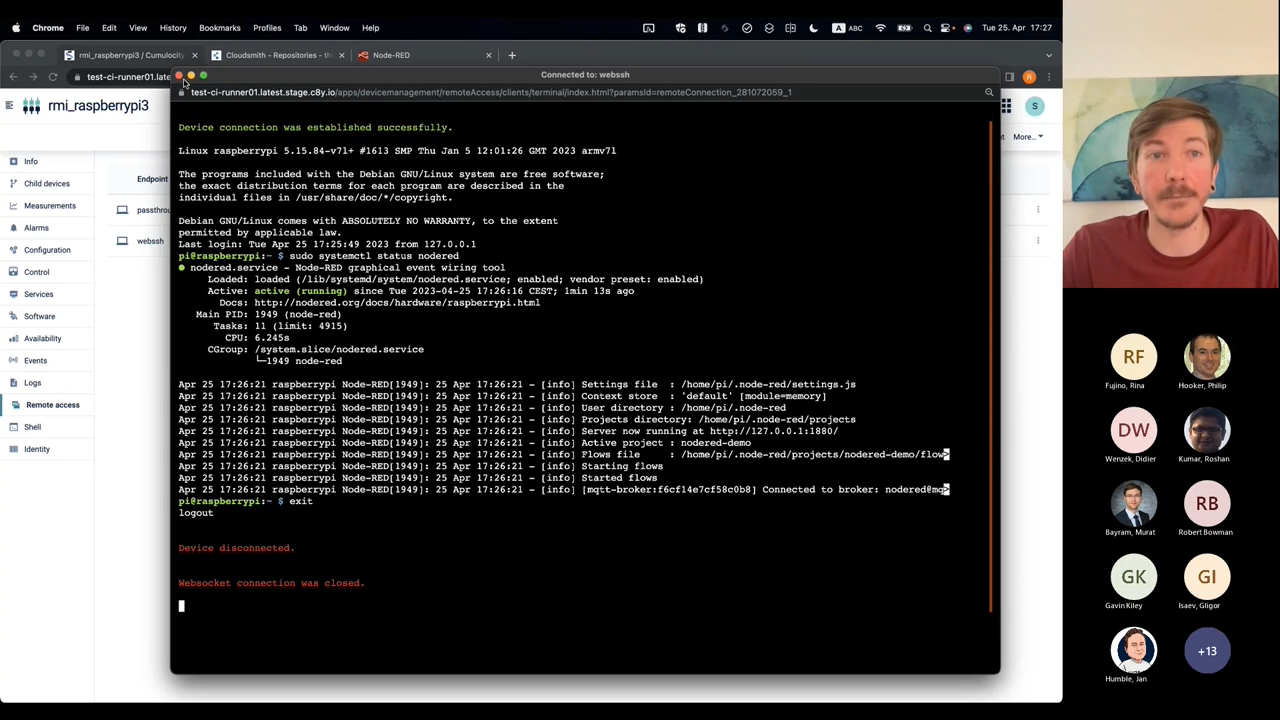 Chrome File Edit View History Bookmarks Profiles Tab Window Help
A ABC Tue 25. Apr 17:27
rmi_raspberrypi3 / Cumulocity
Cloudsmith - Repositories - th
Node-RED
Connected to: webssh
test-ci-runner01.late
R
test-ci-runner01.latest.stage.c8y.io/apps/devicemanagement/remoteAccess/clients/terminal/index.html?paramsId=remoteConnection_281072059_1
rmi_raspberrypi3
S
More...
Info
Child devices
Measurements
Alarms
Configuration
Control
Services
Software
Availability
Events
Logs
Remote access
Shell
Identity
Endpoint
passthrou
webssh
Device connection was established successfully.
Linux raspberrypi 5.15.84-v7l+ #1613 SMP Thu Jan 5 12:01:26 GMT 2023 armv7l
The programs included with the Debian GNU/Linux system are free software;
the exact distribution terms for each program are described in the
individual files in /usr/share/doc/*/copyright.
Debian GNU/Linux comes with ABSOLUTELY NO WARRANTY, to the extent
permitted by applicable law.
Last login: Tue Apr 25 17:25:49 2023 from 127.0.0.1
pi@raspberrypi:~ $ sudo systemctl status nodered
● nodered.service - Node-RED graphical event wiring tool
Loaded: loaded (/lib/systemd/system/nodered.service; enabled; vendor preset: enabled)
Active: active (running) since Tue 2023-04-25 17:26:16 CEST; 1min 13s ago
Docs: http://nodered.org/docs/hardware/raspberrypi.html
Main PID: 1949 (node-red)
Tasks: 11 (limit: 4915)
CPU: 6.245s
CGroup: /system.slice/nodered.service
└─1949 node-red
Apr 25 17:26:21 raspberrypi Node-RED[1949]: 25 Apr 17:26:21 - [info] Settings file : /home/pi/.node-red/settings.js
Apr 25 17:26:21 raspberrypi Node-RED[1949]: 25 Apr 17:26:21 - [info] Context store : 'default' [module=memory]
Apr 25 17:26:21 raspberrypi Node-RED[1949]: 25 Apr 17:26:21 - [info] User directory : /home/pi/.node-red
Apr 25 17:26:21 raspberrypi Node-RED[1949]: 25 Apr 17:26:21 - [info] Projects directory: /home/pi/.node-red/projects
Apr 25 17:26:21 raspberrypi Node-RED[1949]: 25 Apr 17:26:21 - [info] Server now running at http://127.0.0.1:1880/
Apr 25 17:26:21 raspberrypi Node-RED[1949]: 25 Apr 17:26:21 - [info] Active project : nodered-demo
Apr 25 17:26:21 raspberrypi Node-RED[1949]: 25 Apr 17:26:21 - [info] Flows file : /home/pi/.node-red/projects/nodered-demo/flow>
Apr 25 17:26:21 raspberrypi Node-RED[1949]: 25 Apr 17:26:21 - [info] Starting flows
Apr 25 17:26:21 raspberrypi Node-RED[1949]: 25 Apr 17:26:21 - [info] Started flows
Apr 25 17:26:21 raspberrypi Node-RED[1949]: 25 Apr 17:26:21 - [info] [mqtt-broker:f6cf14e7cf58c0b8] Connected to broker: nodered@mq>
pi@raspberrypi:~ $ exit
logout
Device disconnected.
Websocket connection was closed.
RF
Fujino, Rina
Hooker, Philip
DW
Wenzek, Didier
Kumar, Roshan
Bayram, Murat
RB
Robert Bowman
GK
Gavin Kiley
GI
Isaev, Gligor
Humble, Jan
+13